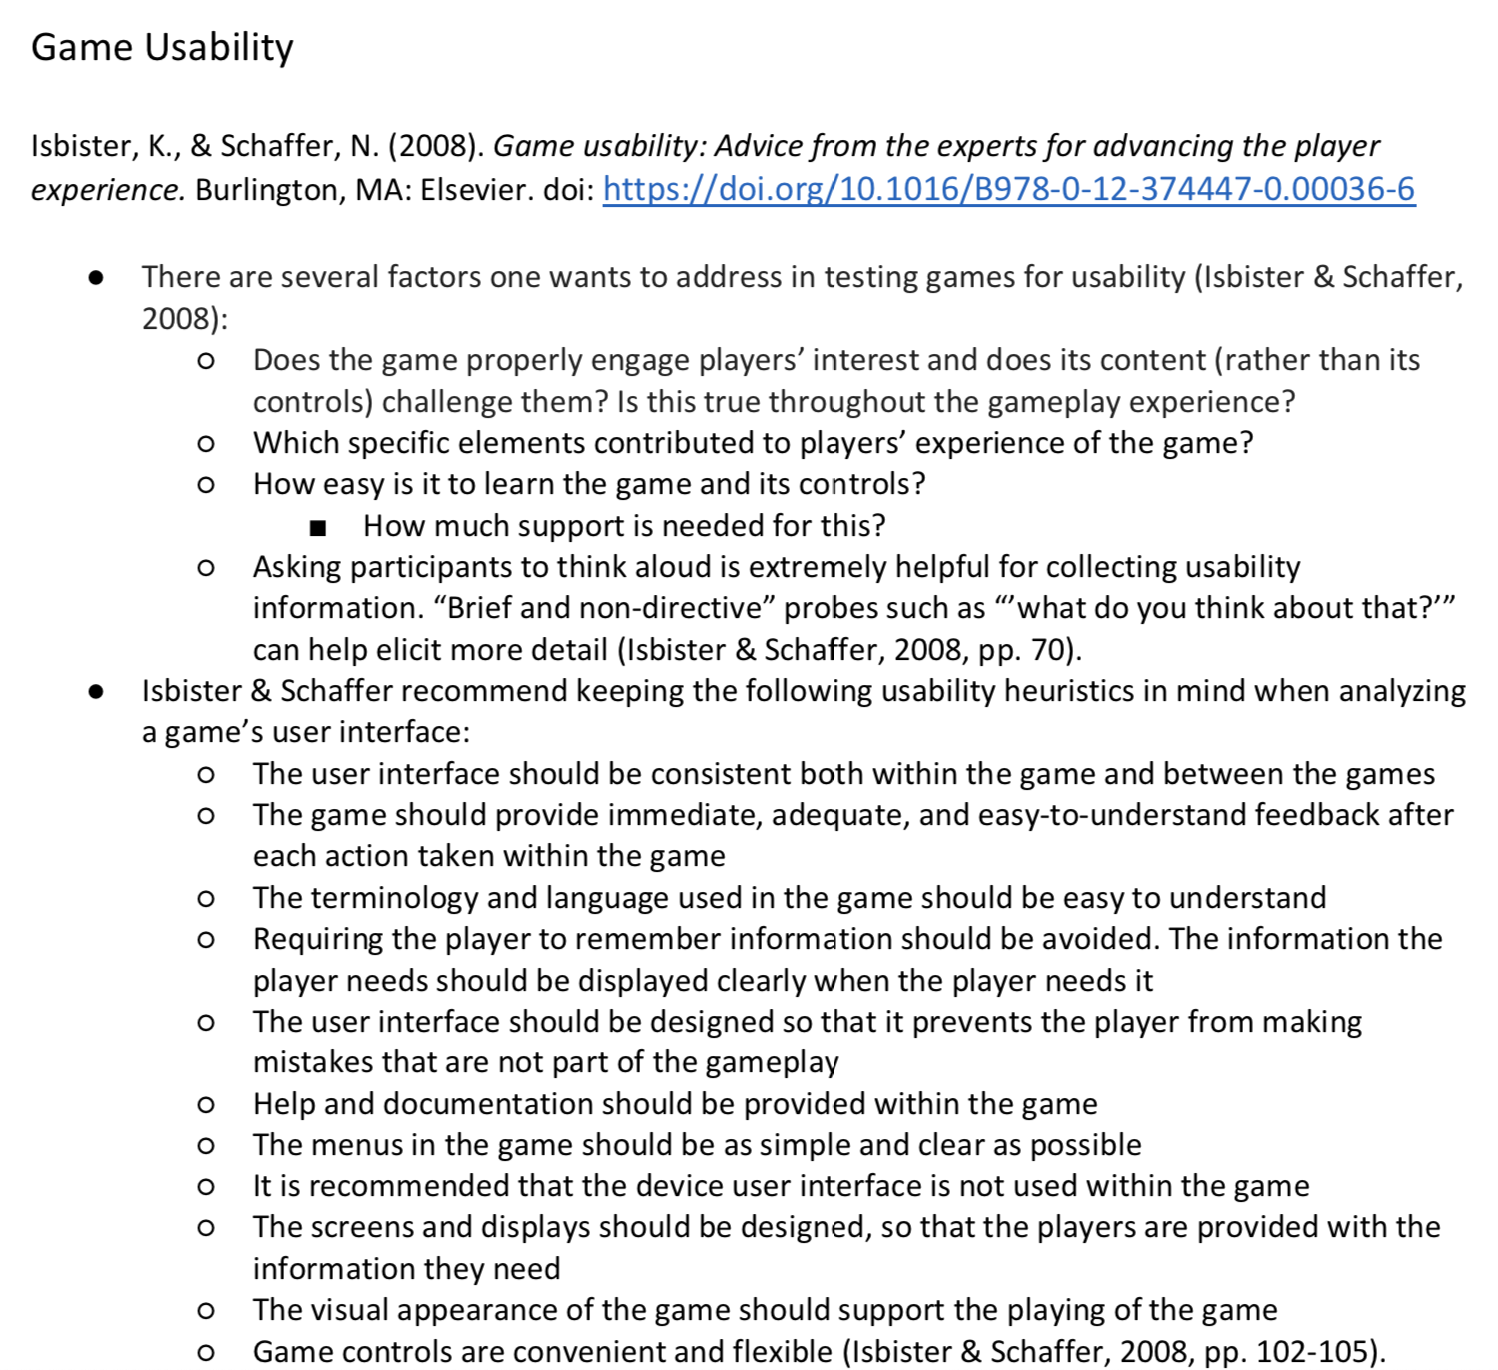 Game Usability
Isbister, K., & Schaffer, N. (2008). Game usability: Advice from the experts for advancing the player
experience. Burlington, MA: Elsevier. doi: https://doi.org/10.1016/B978-0-12-374447-0.00036-6
● There are several factors one wants to address in testing games for usability (Isbister & Schaffer,
2008):
○ Does the game properly engage players’ interest and does its content (rather than its
controls) challenge them? Is this true throughout the gameplay experience?
○ Which specific elements contributed to players’ experience of the game?
○ How easy is it to learn the game and its controls?
■ How much support is needed for this?
○ Asking participants to think aloud is extremely helpful for collecting usability
information. “Brief and non-directive” probes such as “’what do you think about that?’”
can help elicit more detail (Isbister & Schaffer, 2008, pp. 70).
● Isbister & Schaffer recommend keeping the following usability heuristics in mind when analyzing
a game’s user interface:
○ The user interface should be consistent both within the game and between the games
○ The game should provide immediate, adequate, and easy-to-understand feedback after
each action taken within the game
○ The terminology and language used in the game should be easy to understand
○ Requiring the player to remember information should be avoided. The information the
player needs should be displayed clearly when the player needs it
○ The user interface should be designed so that it prevents the player from making
mistakes that are not part of the gameplay
○ Help and documentation should be provided within the game
○ The menus in the game should be as simple and clear as possible
○ It is recommended that the device user interface is not used within the game
○ The screens and displays should be designed, so that the players are provided with the
information they need
○ The visual appearance of the game should support the playing of the game
○ Game controls are convenient and flexible (Isbister & Schaffer, 2008, pp. 102-105).